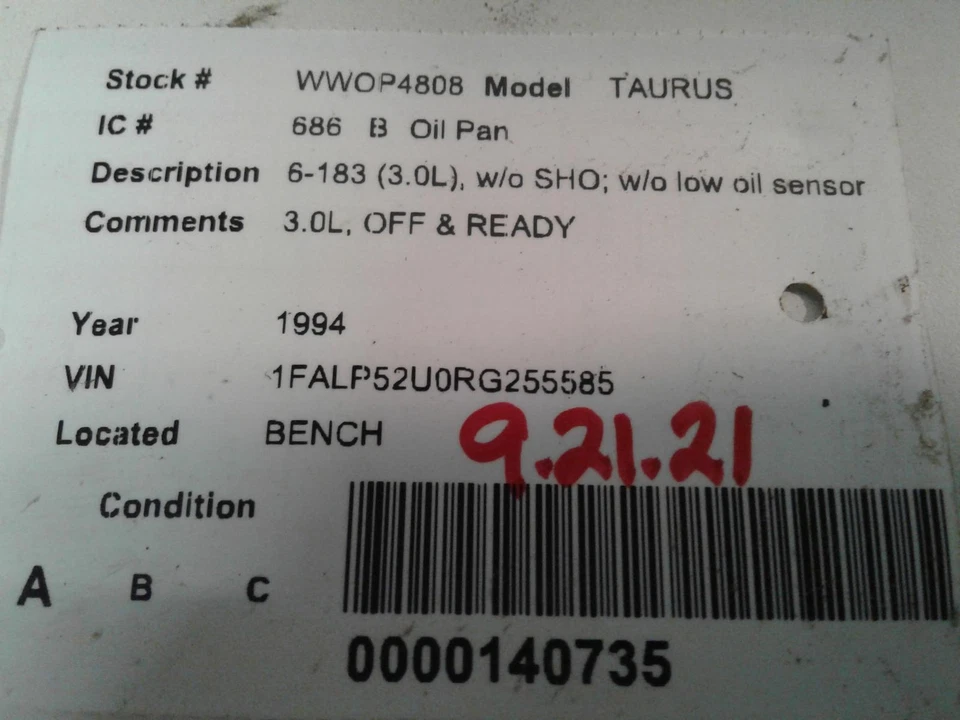 Stock # WWOP4808 Model TAURUS
IC # 686 B Oil Pan
Description 6-183 (3.0L), w/o SHO; w/o low oil sensor
Comments 3.0L, OFF & READY
Year 1994
VIN 1FALP52U0RG255585
Located BENCH 9.21.21
Condition
A B C
0000140735